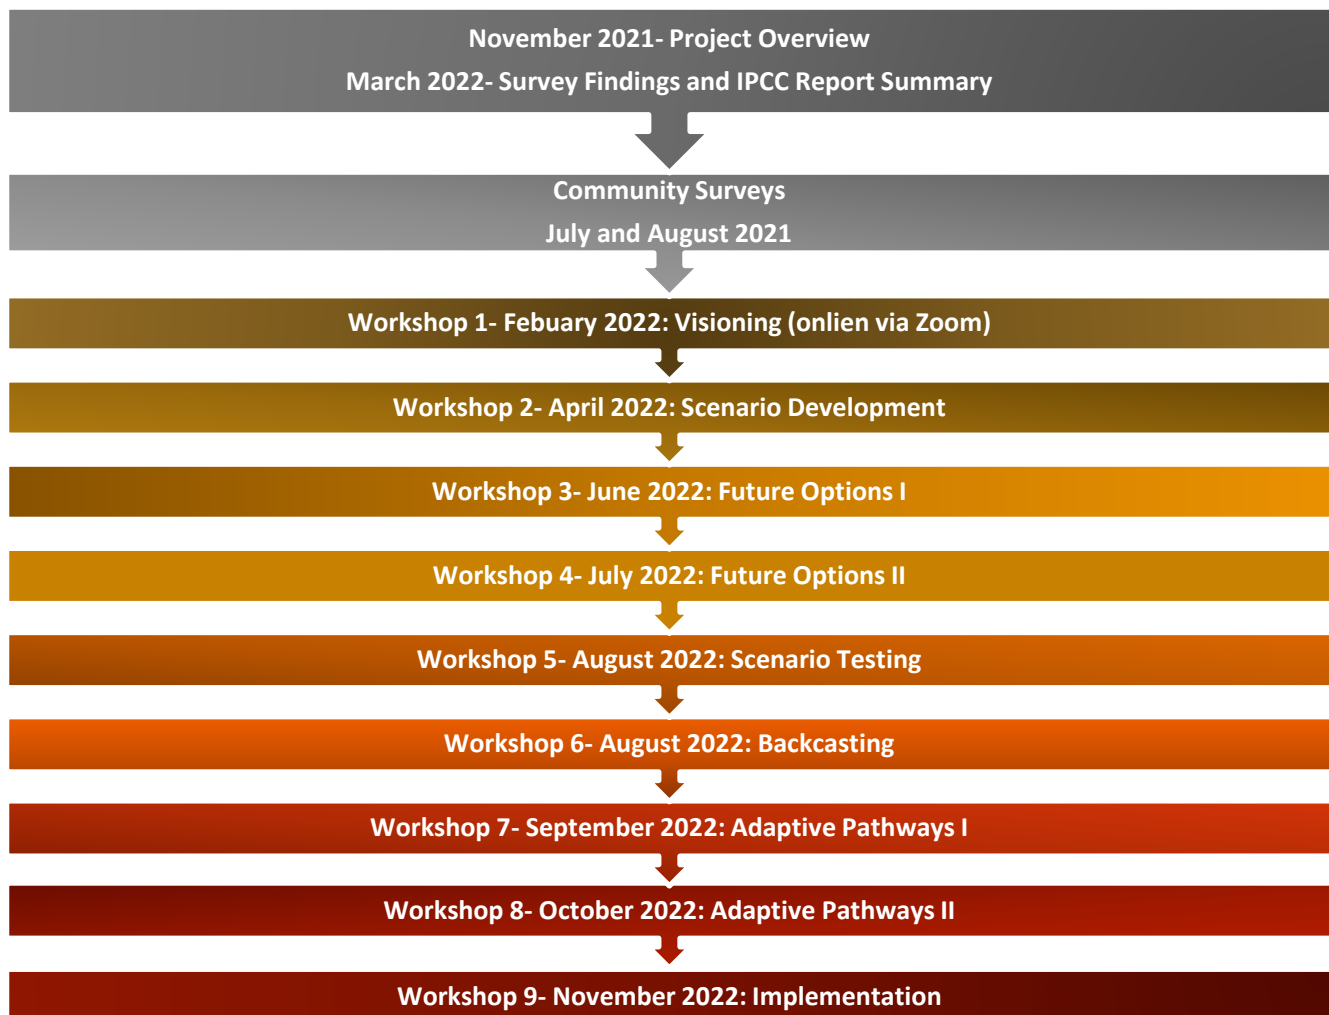 November 2021- Project Overview
March 2022- Survey Findings and IPCC Report Summary
Community Surveys
July and August 2021
Workshop 1- Febuary 2022: Visioning (onlien via Zoom)
Workshop 2- April 2022: Scenario Development
Workshop 3- June 2022: Future Options I
Workshop 4- July 2022: Future Options II
Workshop 5- August 2022: Scenario Testing
Workshop 6- August 2022: Backcasting
Workshop 7- September 2022: Adaptive Pathways I
Workshop 8- October 2022: Adaptive Pathways II
Workshop 9- November 2022: Implementation